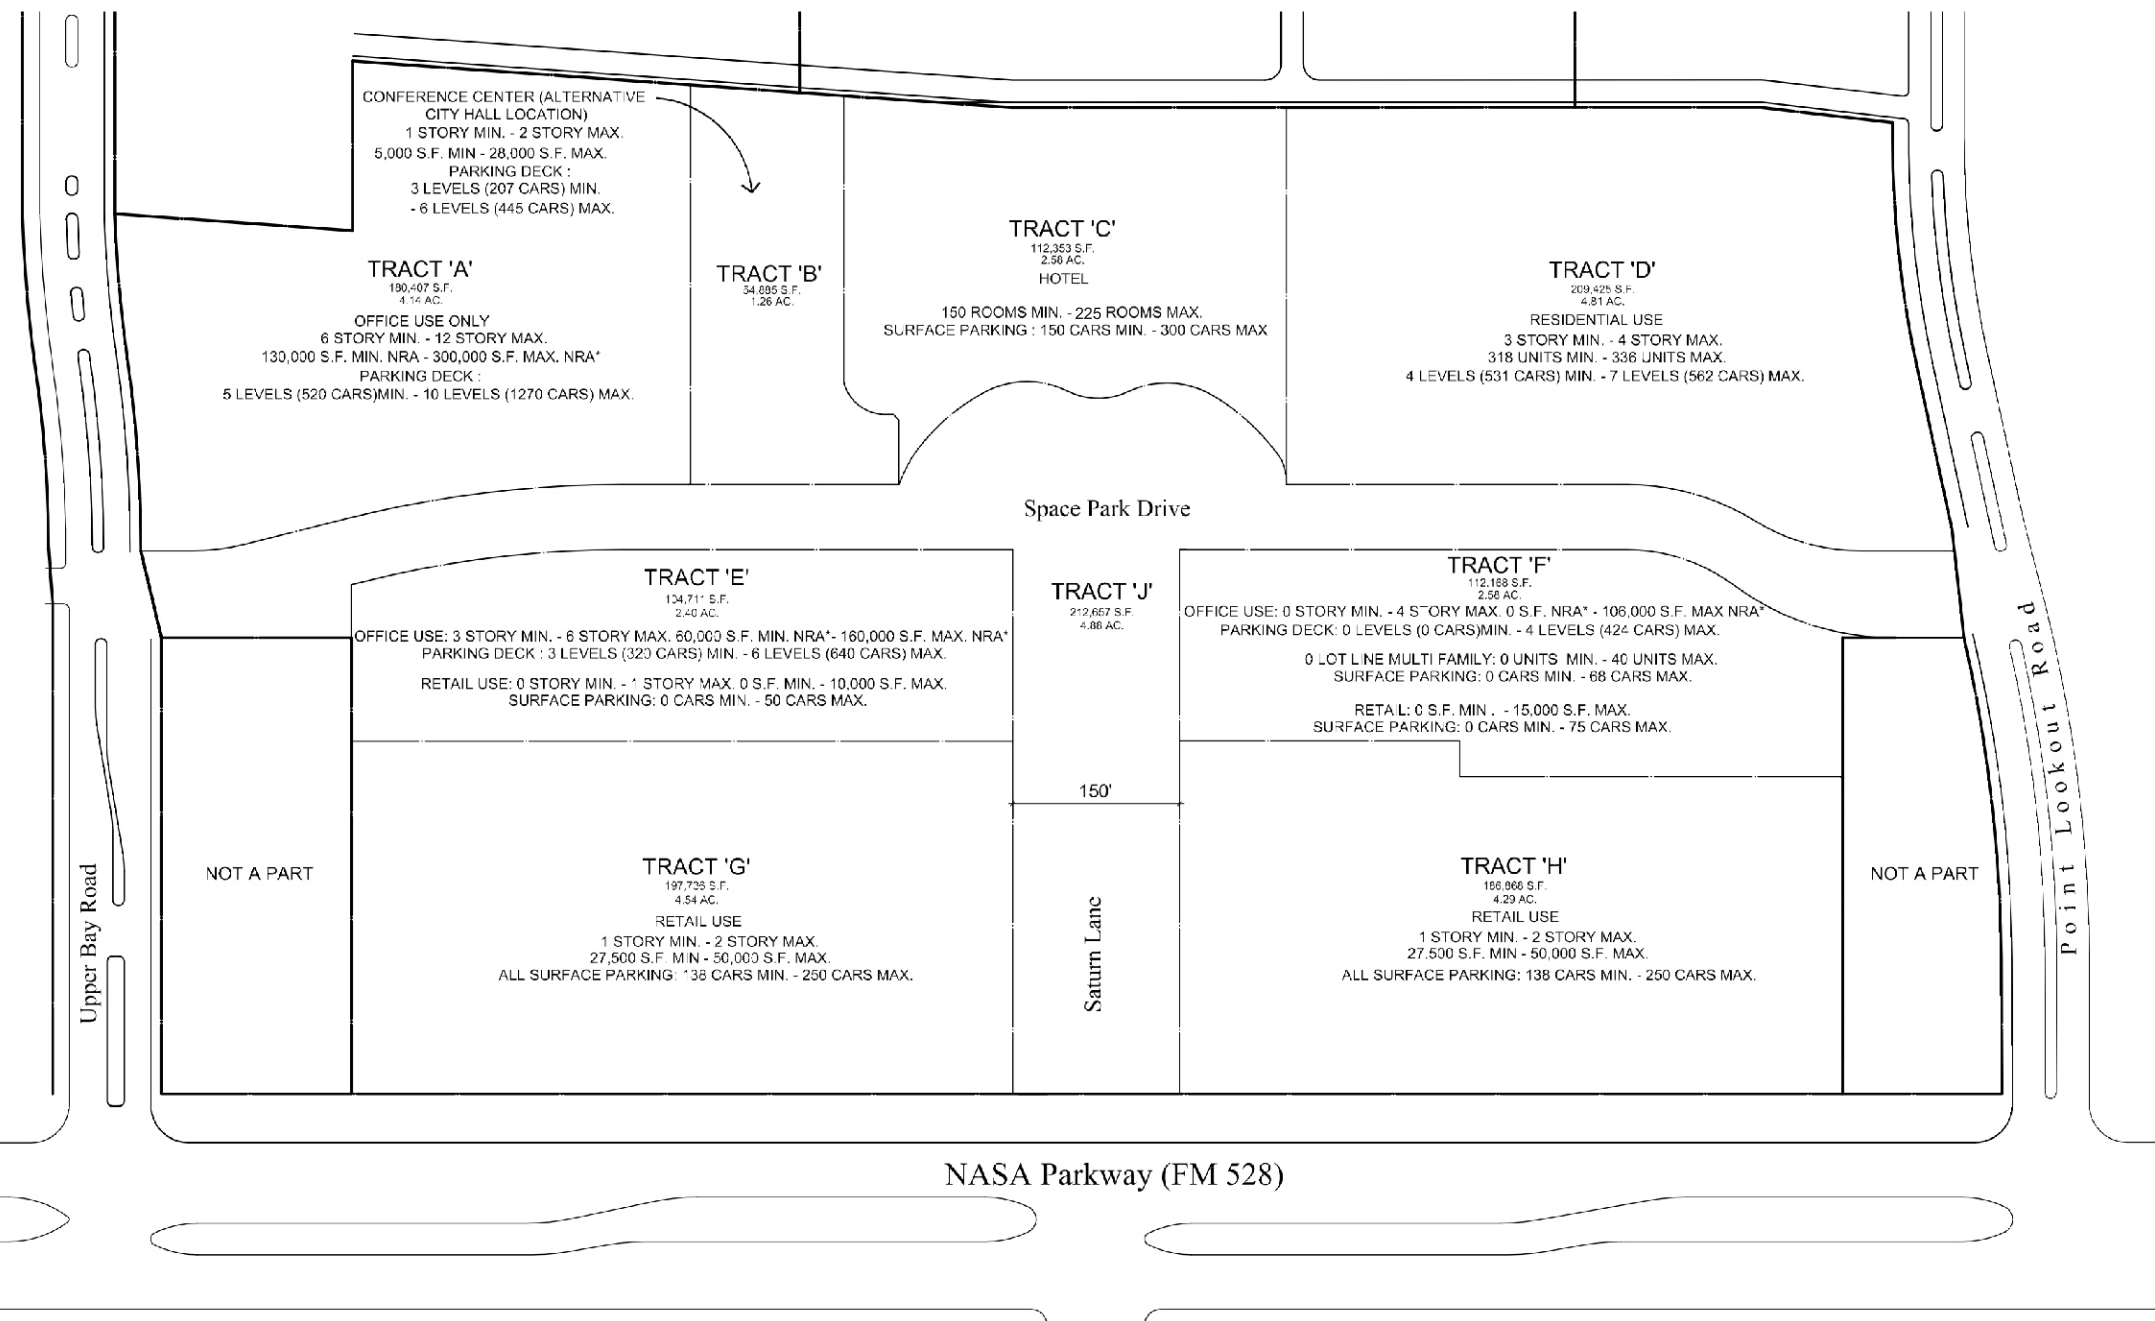 CONFERENCE CENTER (ALTERNATIVE
CITY HALL LOCATION)
1 STORY MIN. - 2 STORY MAX.
5,000 S.F. MIN - 28,000 S.F. MAX.
PARKING DECK :
3 LEVELS (207 CARS) MIN.
- 6 LEVELS (445 CARS) MAX.
TRACT 'A'
180,407 S.F.
4.14 AC.
OFFICE USE ONLY
6 STORY MIN. - 12 STORY MAX.
130,000 S.F. MIN. NRA - 300,000 S.F. MAX. NRA*
PARKING DECK :
5 LEVELS (520 CARS)MIN. - 10 LEVELS (1270 CARS) MAX.
TRACT 'B'
54,885 S.F.
1.26 AC.
TRACT 'C'
112,353 S.F.
2.58 AC.
HOTEL
150 ROOMS MIN. - 225 ROOMS MAX.
SURFACE PARKING : 150 CARS MIN. - 300 CARS MAX
TRACT 'D'
209,425 S.F.
4.81 AC.
RESIDENTIAL USE
3 STORY MIN. - 4 STORY MAX.
318 UNITS MIN. - 336 UNITS MAX.
4 LEVELS (531 CARS) MIN. - 7 LEVELS (562 CARS) MAX.
Space Park Drive
TRACT 'E'
104,711 S.F.
2.40 AC.
OFFICE USE: 3 STORY MIN. - 6 STORY MAX. 60,000 S.F. MIN. NRA*- 160,000 S.F. MAX. NRA*
PARKING DECK : 3 LEVELS (320 CARS) MIN. - 6 LEVELS (640 CARS) MAX.
RETAIL USE: 0 STORY MIN. - 1 STORY MAX. 0 S.F. MIN. - 10,000 S.F. MAX.
SURFACE PARKING: 0 CARS MIN. - 50 CARS MAX.
TRACT 'J'
212,657 S.F.
4.88 AC.
TRACT 'F'
112,168 S.F.
2.58 AC.
OFFICE USE: 0 STORY MIN. - 4 STORY MAX. 0 S.F. NRA* - 106,000 S.F. MAX NRA*
PARKING DECK: 0 LEVELS (0 CARS)MIN. - 4 LEVELS (424 CARS) MAX.
0 LOT LINE MULTI FAMILY: 0 UNITS MIN. - 40 UNITS MAX.
SURFACE PARKING: 0 CARS MIN. - 68 CARS MAX.
RETAIL: 0 S.F. MIN . - 15,000 S.F. MAX.
SURFACE PARKING: 0 CARS MIN. - 75 CARS MAX.
150'
NOT A PART
TRACT 'G'
197,736 S.F.
4.54 AC.
RETAIL USE
1 STORY MIN. - 2 STORY MAX.
27,500 S.F. MIN - 50,000 S.F. MAX.
ALL SURFACE PARKING: 138 CARS MIN. - 250 CARS MAX.
TRACT 'H'
186,868 S.F.
4.29 AC.
RETAIL USE
1 STORY MIN. - 2 STORY MAX.
27.500 S.F. MIN - 50,000 S.F. MAX.
ALL SURFACE PARKING: 138 CARS MIN. - 250 CARS MAX.
NOT A PART
Upper Bay Road
Saturn Lane
Point Lookout Road
NASA Parkway (FM 528)